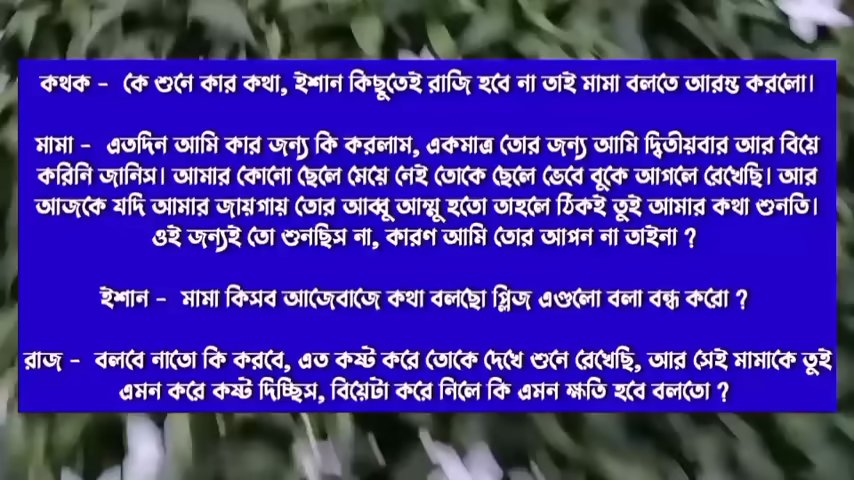 কথক - কে শুনে কার কথা, ইশান কিছুতেই রাজি হবে না তাই মামা বলতে আরম্ভ করলো।
মামা - এতদিন আমি কার জন্য কি করলাম, একমাত্র তোর জন্য আমি দ্বিতীয়বার আর বিয়ে
করিনি জানিস। আমার কোনো ছেলে মেয়ে নেই তোকে ছেলে ভেবে বুকে আগলে রেখেছি। আর
আজকে যদি আমার জায়গায় তোর আব্বু আম্মু হতো তাহলে ঠিকই তুই আমার কথা শুনতি।
ওই জন্যই তো শুনছিস না, কারণ আমি তোর আপন না তাইনা ?
ইশান - মামা কিসব আজেবাজে কথা বলছো প্লিজ এগুলো বলা বন্ধ করো ?
রাজ - বলবে নাতো কি করবে, এত কষ্ট করে তোকে দেখে শুনে রেখেছি, আর সেই মামাকে তুই
এমন করে কষ্ট দিচ্ছিস, বিয়েটা করে নিলে কি এমন ক্ষতি হবে বলতো ?